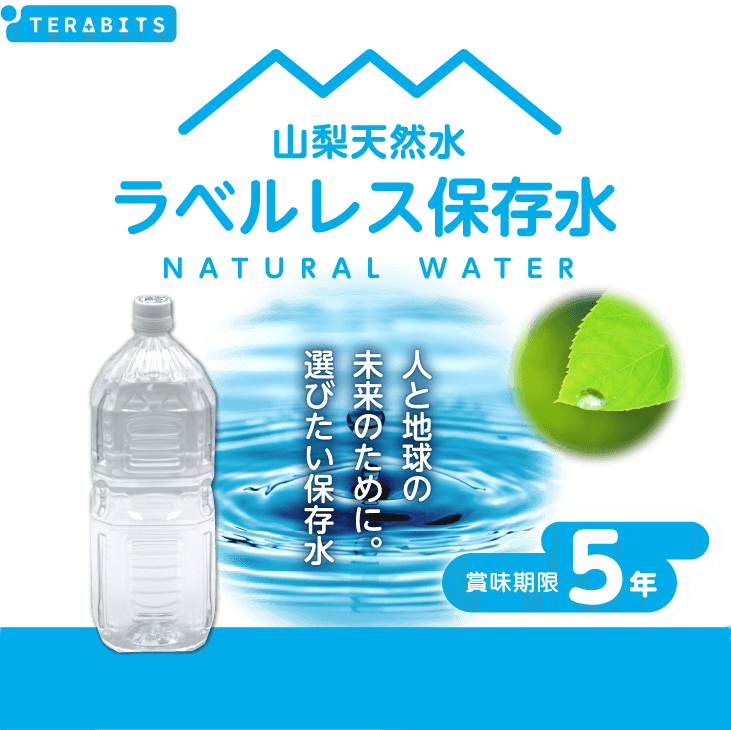 TERABITS
山梨天然水
ラベルレス保存水
NATURAL WATER
人と地球の
未来のために。
選びたい保存水
賞味期限5年